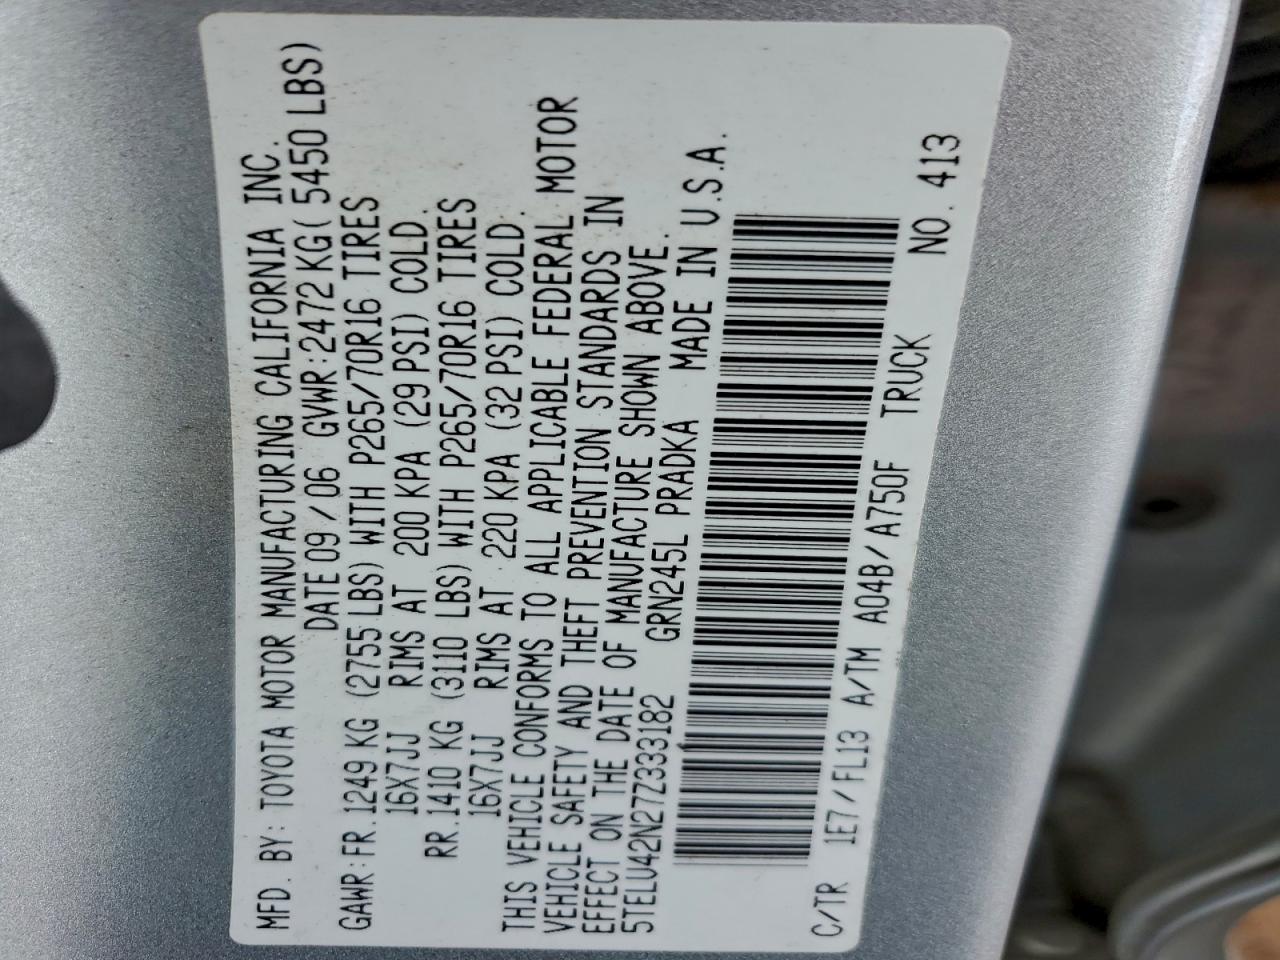 MFD. BY: TOYOTA MOTOR MANUFACTURING CALIFORNIA INC.
DATE 09/06 GVWR:2472KG( 5450 LBS)
GAWR:FR.1249 KG (2755 LBS) WITH P265/70R16 TIRES
16X7JJ RIMS AT 200 KPA (29 PSI) COLD.
RR.1410 KG (3110 LBS) WITH P265/70R16 TIRES
16X7JJ RIMS AT 220 KPA (32 PSI) COLD.
THIS VEHICLE CONFORMS TO ALL APPLICABLE FEDERAL MOTOR
VEHICLE SAFETY AND THEFT PREVENTION STANDARDS IN
EFFECT ON THE DATE OF MANUFACTURE SHOWN ABOVE.
5TELU42N27Z333182 GRN245L PRADKA MADE IN U.S.A.
C/TR 1E7/FL13 A/TM A04B/A750F TRUCK NO. 413